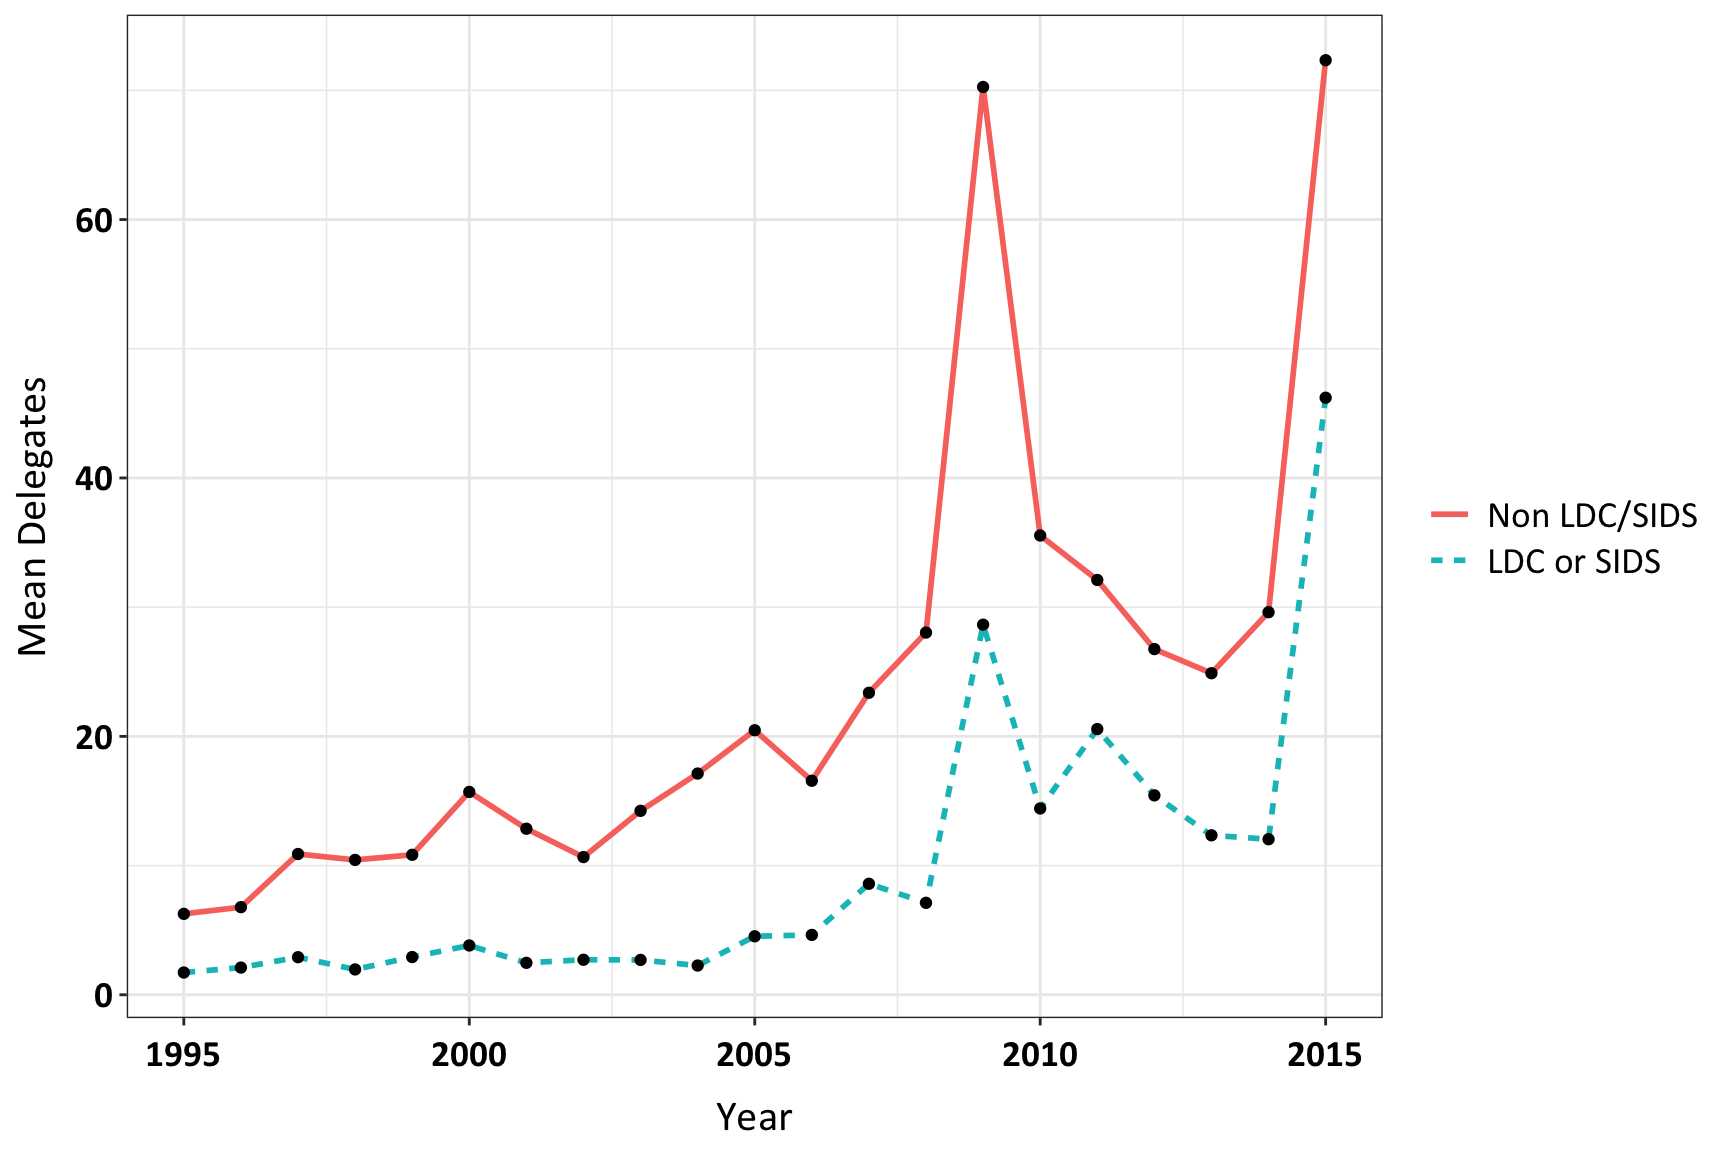 Mean Delegates
60
40
20
0
1995 2000 2005 2010 2015
Year
Non LDC/SIDS
LDC or SIDS